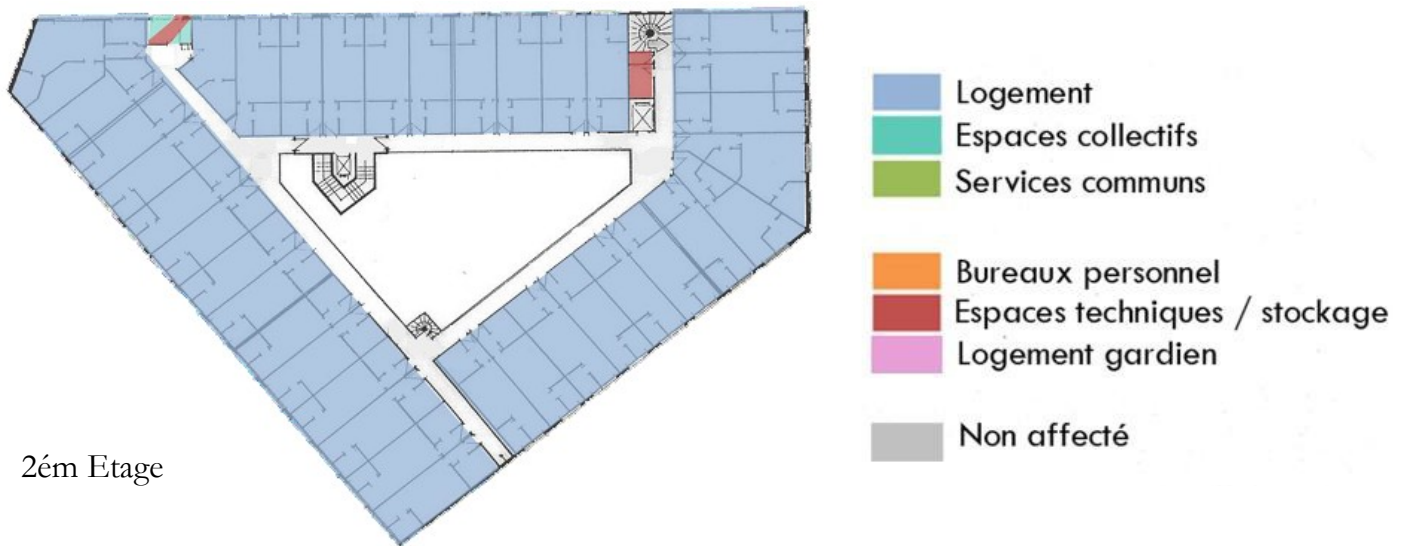 Logement
Espaces collectifs
Services communs
Bureaux personnel
Espaces techniques / stockage
Logement gardien
Non affecté
2ém Etage